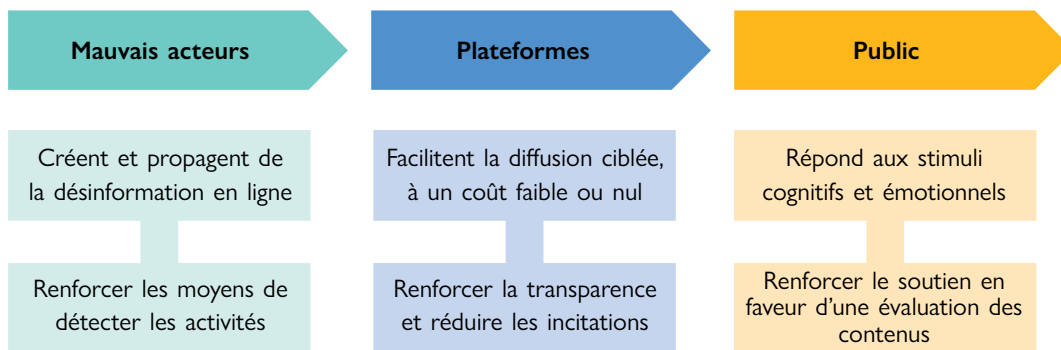 Mauvais acteurs
Plateformes
Public
Créent et propagent de
la désinformation en ligne
Facilitent la diffusion ciblée,
à un coût faible ou nul
Répond aux stimuli
cognitifs et émotionnels
Renforcer les moyens de
détecter les activités
Renforcer la transparence
et réduire les incitations
Renforcer le soutien en
faveur d’une évaluation des
contenus